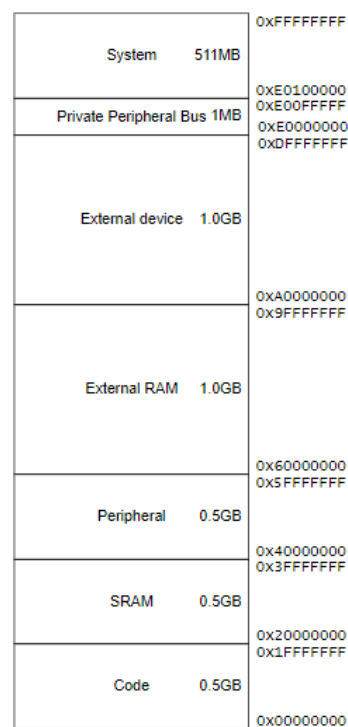 0xFFFFFFFF
System 511MB
0xE0100000
0xE00FFFFF
Private Peripheral Bus 1MB
0xE0000000
0xDFFFFFFF
External device 1.0GB
0xA0000000
0x9FFFFFFF
External RAM 1.0GB
0x60000000
0x5FFFFFFF
Peripheral 0.5GB
0x40000000
0x3FFFFFFF
SRAM 0.5GB
0x20000000
0x1FFFFFFF
Code 0.5GB
0x00000000